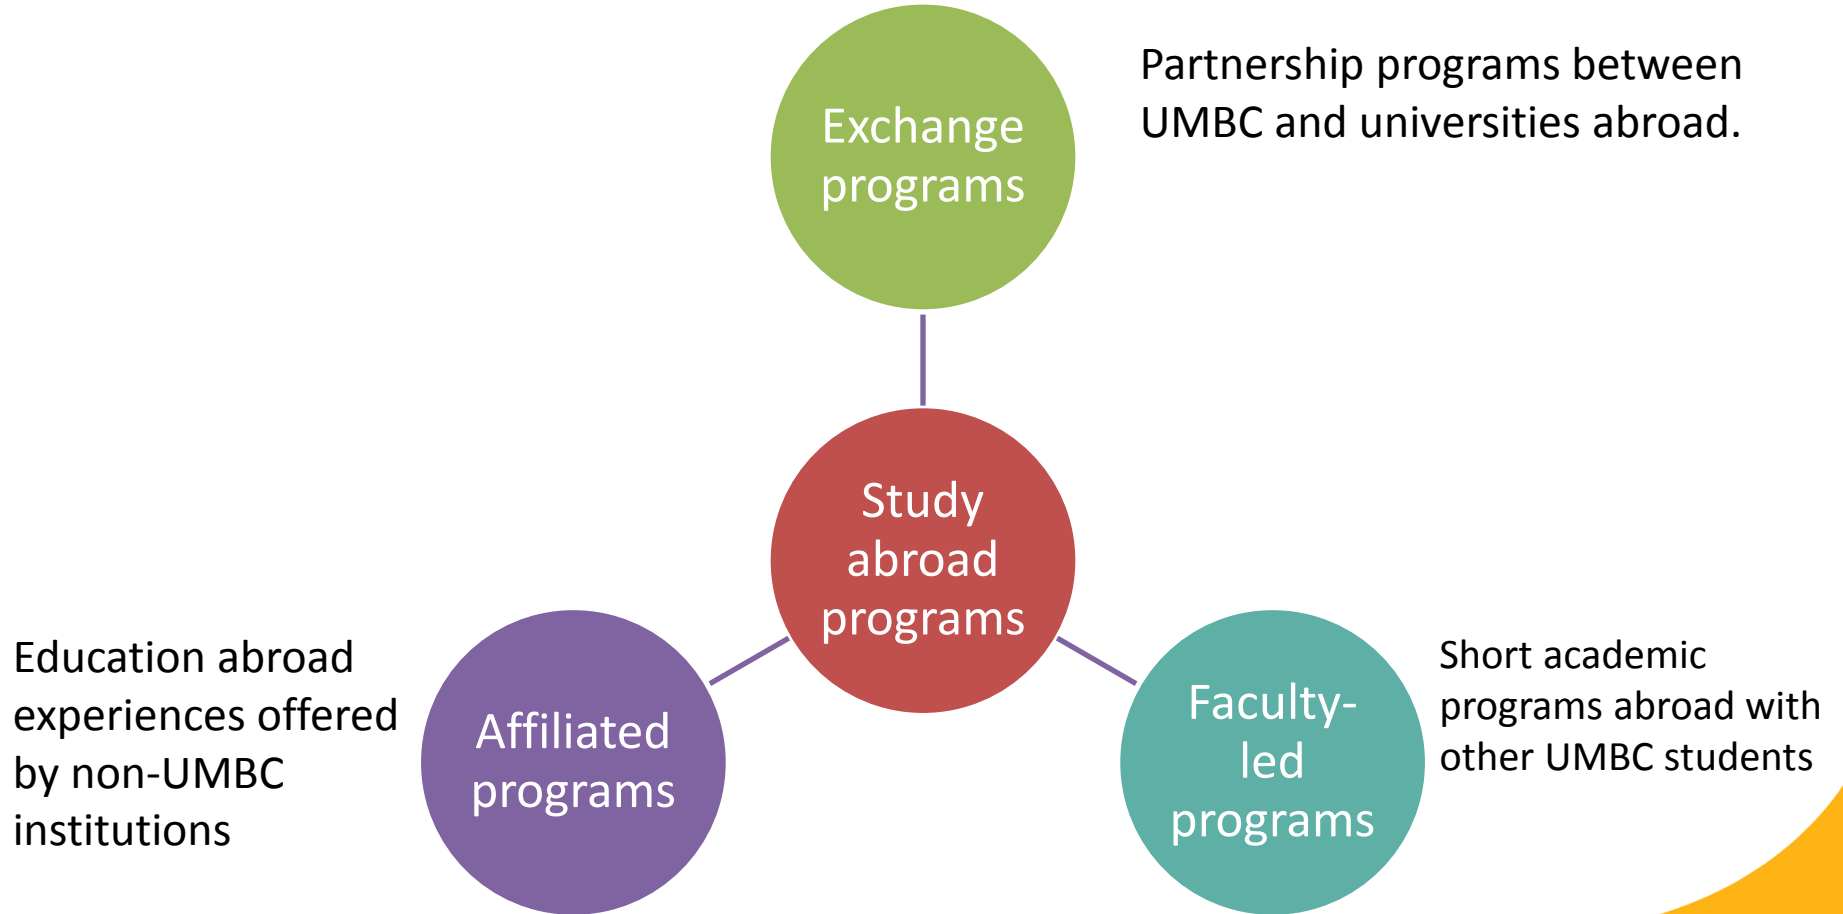 Exchange
programs
Partnership programs between
UMBC and universities abroad.
Study
abroad
programs
Education abroad
experiences offered
by non-UMBC
institutions
Affiliated
programs
Faculty-
led
programs
Short academic
programs abroad with
other UMBC students